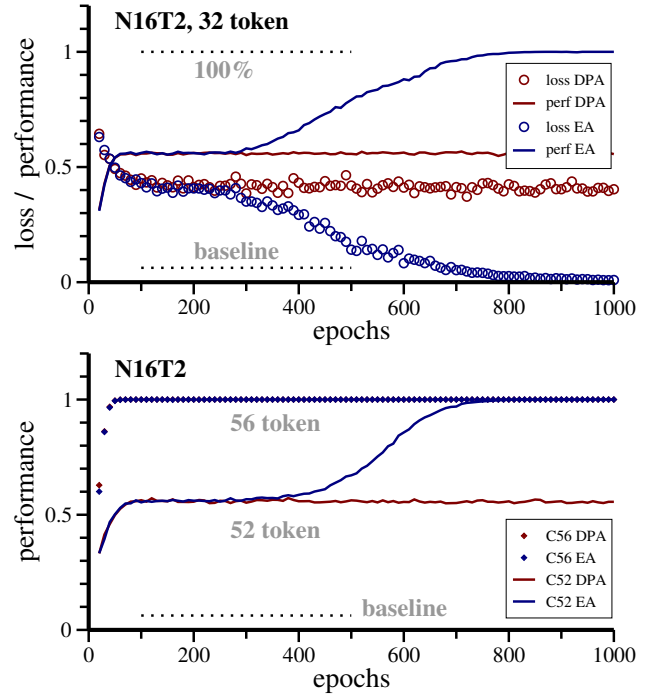 N16T2, 32 token
1
100%
loss DPA
perf DPA
loss EA
perf EA
0.5
loss / performance
baseline
0
0 200 400 600 800 1000
epochs
N16T2
1
56 token
performance
0.5
52 token
C56 DPA
C56 EA
C52 DPA
C52 EA
baseline
0
0 200 400 600 800 1000
epochs